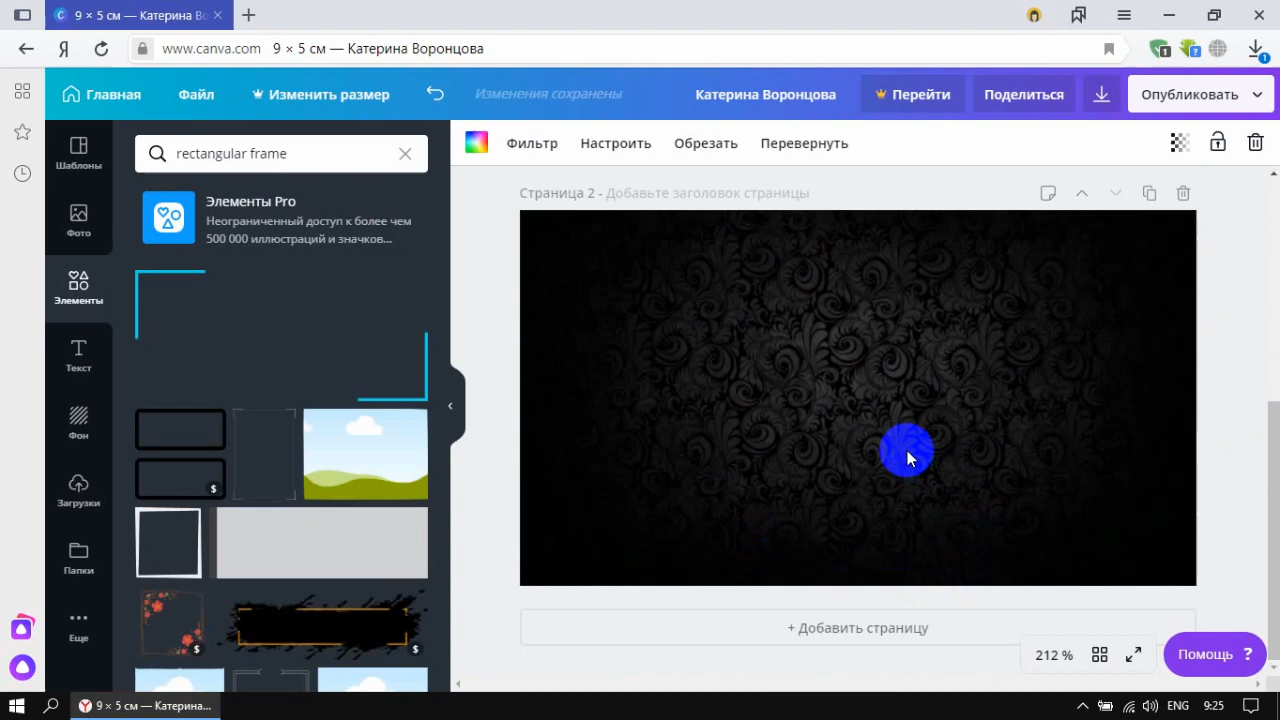 9 × 5 см — Катерина Во
www.canva.com 9 × 5 см — Катерина Воронцова
1
?
1
Главная
Файл
Изменить размер
Изменения сохранены
Катерина Воронцова
Перейти
Поделиться
Опубликовать
Шаблоны
Фото
Элементы
Текст
Фон
Загрузки
Папки
Еще
rectangular frame
Элементы Pro
Неограниченный доступ к более чем
500 000 иллюстраций и значков...
$
$
$
Фильтр
Настроить
Обрезать
Перевернуть
Страница 2 - Добавьте заголовок страницы
+ Добавить страницу
212 %
Помощь ?
9 × 5 см — Катерина...
ENG
9:25